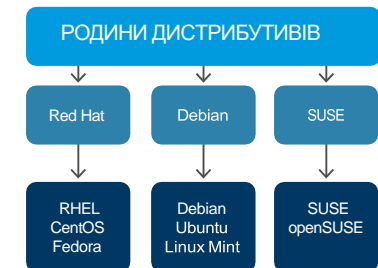 РОДИНИ ДИСТРИБУТИВІВ
Red Hat
Debian
SUSE
RHEL
CentOS
Fedora
Debian
Ubuntu
Linux Mint
SUSE
openSUSE